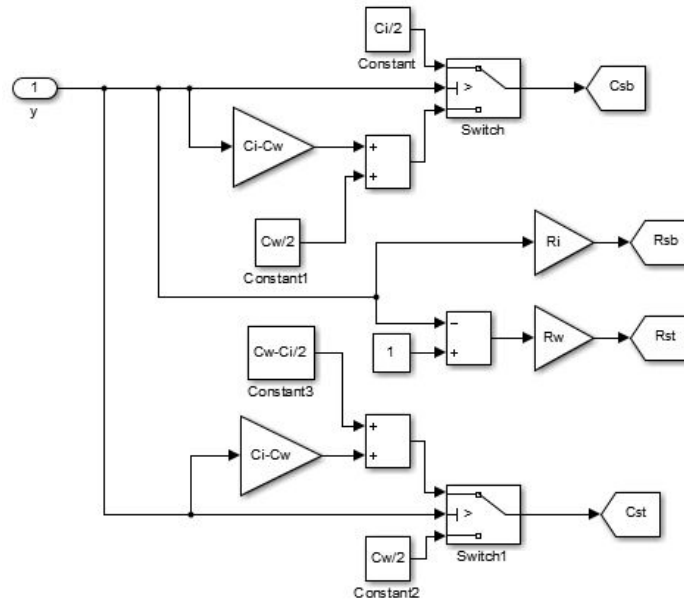 Ci/2
Constant
1
y
>
Csb
Switch
Ci-Cw
+
+
Cw/2
Constant1
Ri
Rsb
−
+
1
Rw
Rst
Cw-Ci/2
Constant3
+
+
Ci-Cw
>
Cst
Switch1
Cw/2
Constant2